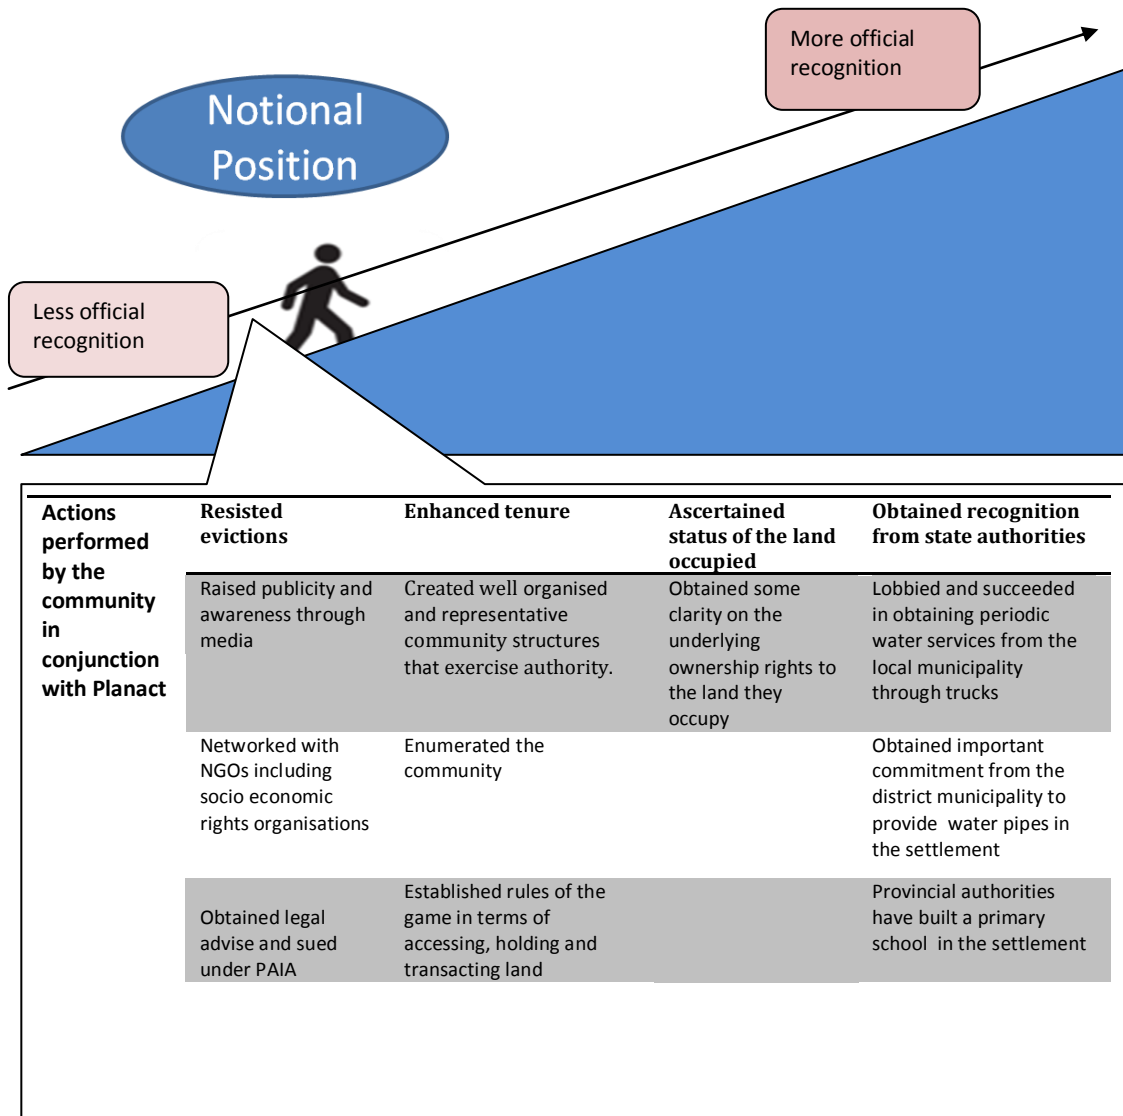 More official
recognition
Notional
Position
Less official
recognition
Actions
performed
by the
community
in
conjunction
with Planact
Resisted
evictions
Enhanced tenure
Ascertained
status of the land
occupied
Obtained recognition
from state authorities
Raised publicity and
awareness through
media
Created well organised
and representative
community structures
that exercise authority.
Obtained some
clarity on the
underlying
ownership rights to
the land they
occupy
Lobbied and succeeded
in obtaining periodic
water services from the
local municipality
through trucks
Networked with
NGOs including
socio economic
rights organisations
Enumerated the
community
Obtained important
commitment from the
district municipality to
provide water pipes in
the settlement
Obtained legal
advise and sued
under PAIA
Established rules of the
game in terms of
accessing, holding and
transacting land
Provincial authorities
have built a primary
school in the settlement